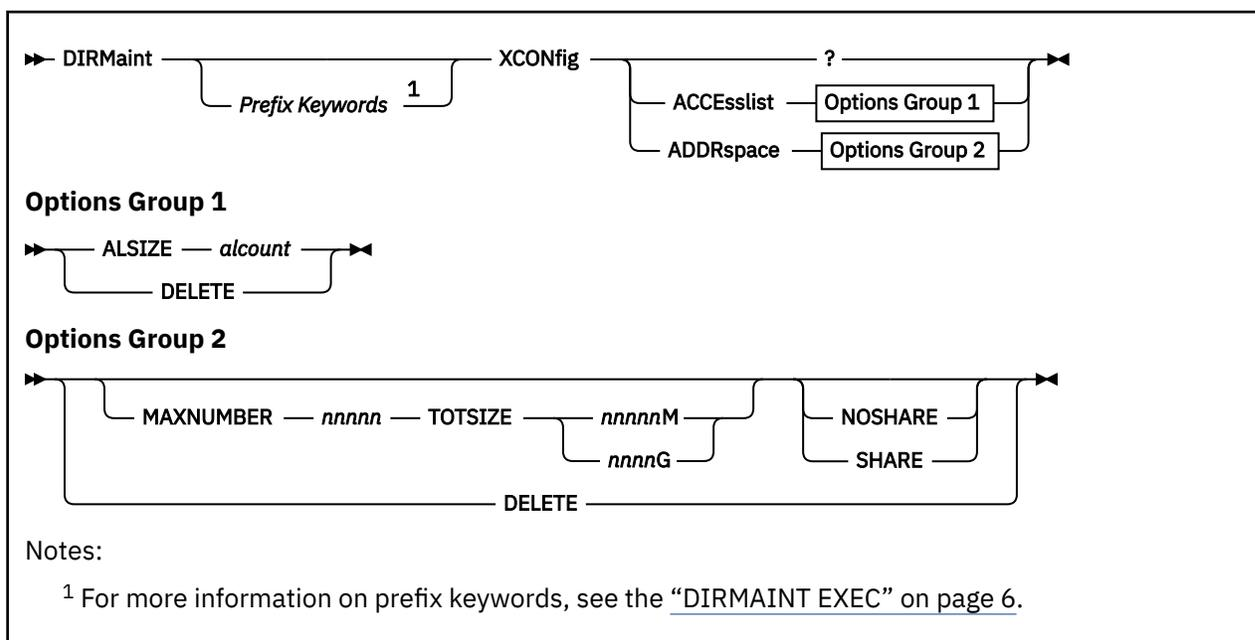 DIRMaint XCONfig ?
Prefix Keywords 1
ACCEsslist Options Group 1
ADDRspace Options Group 2
Options Group 1
ALSIZE alcount
DELETE
Options Group 2
MAXNUMBER nnnnn TOTSIZE nnnnnM NOSHARE
nnnnG SHARE
DELETE
Notes:
1 For more information on prefix keywords, see the “DIRMAINT EXEC” on page 6.